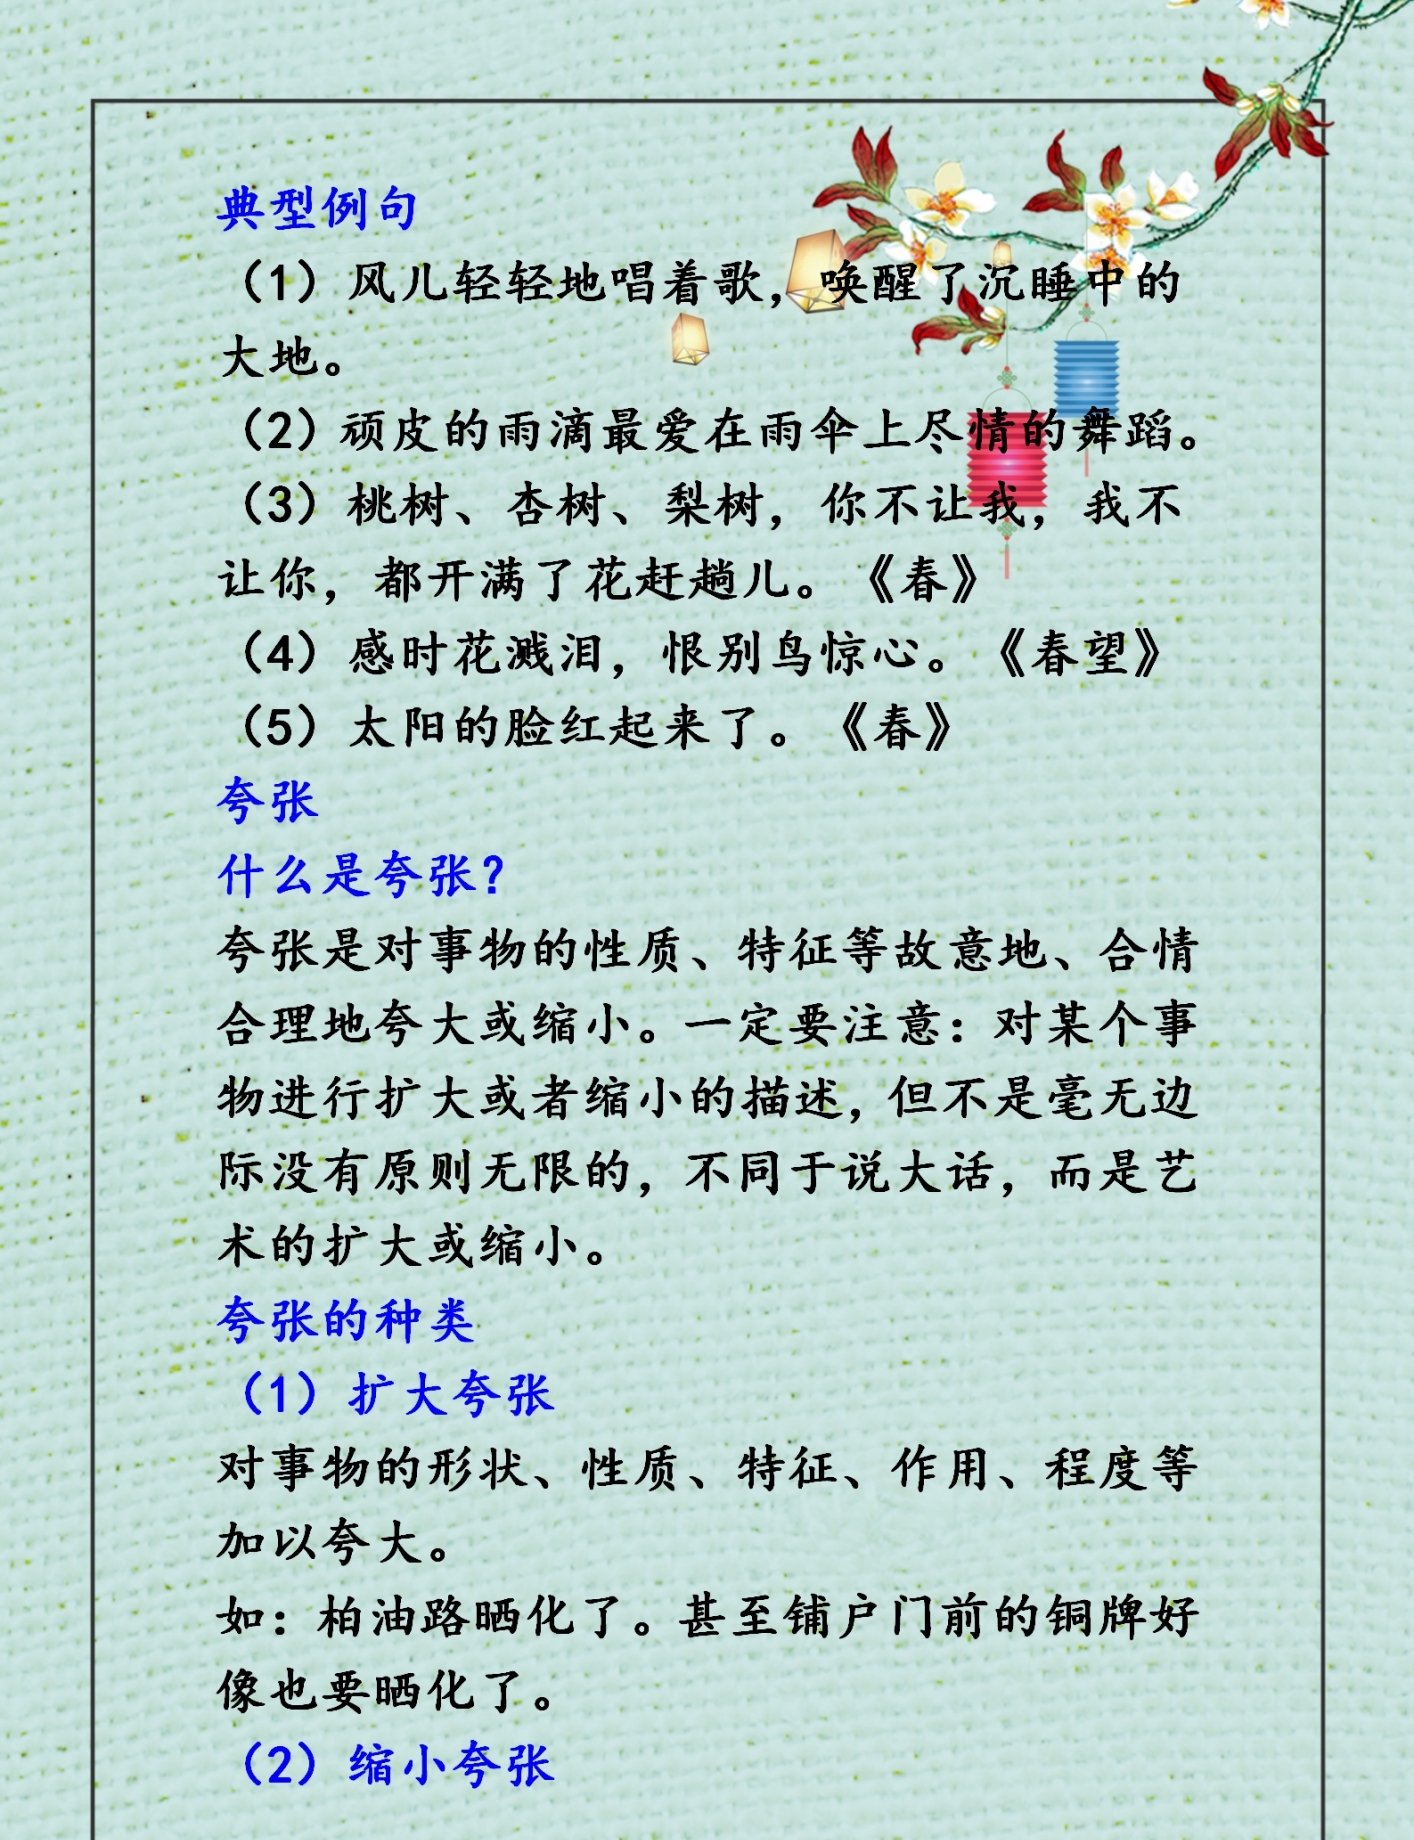 典型例句
（1）风儿轻轻地唱着歌，唤醒了沉睡中的
大地。
（2）顽皮的雨滴最爱在雨伞上尽情的舞蹈。
（3）桃树、杏树、梨树，你不让我，我不
让你，都开满了花赶趟儿。《春》
（4）感时花溅泪，恨别鸟惊心。《春望》
（5）太阳的脸红起来了。《春》
夸张
什么是夸张？
夸张是对事物的性质、特征等故意地、合情
合理地夸大或缩小。一定要注意：对某个事
物进行扩大或者缩小的描述，但不是毫无边
际没有原则无限的，不同于说大话，而是艺
术的扩大或缩小。
夸张的种类
（1）扩大夸张
对事物的形状、性质、特征、作用、程度等
加以夸大。
如：柏油路晒化了。甚至铺户门前的铜牌好
像也要晒化了。
（2）缩小夸张